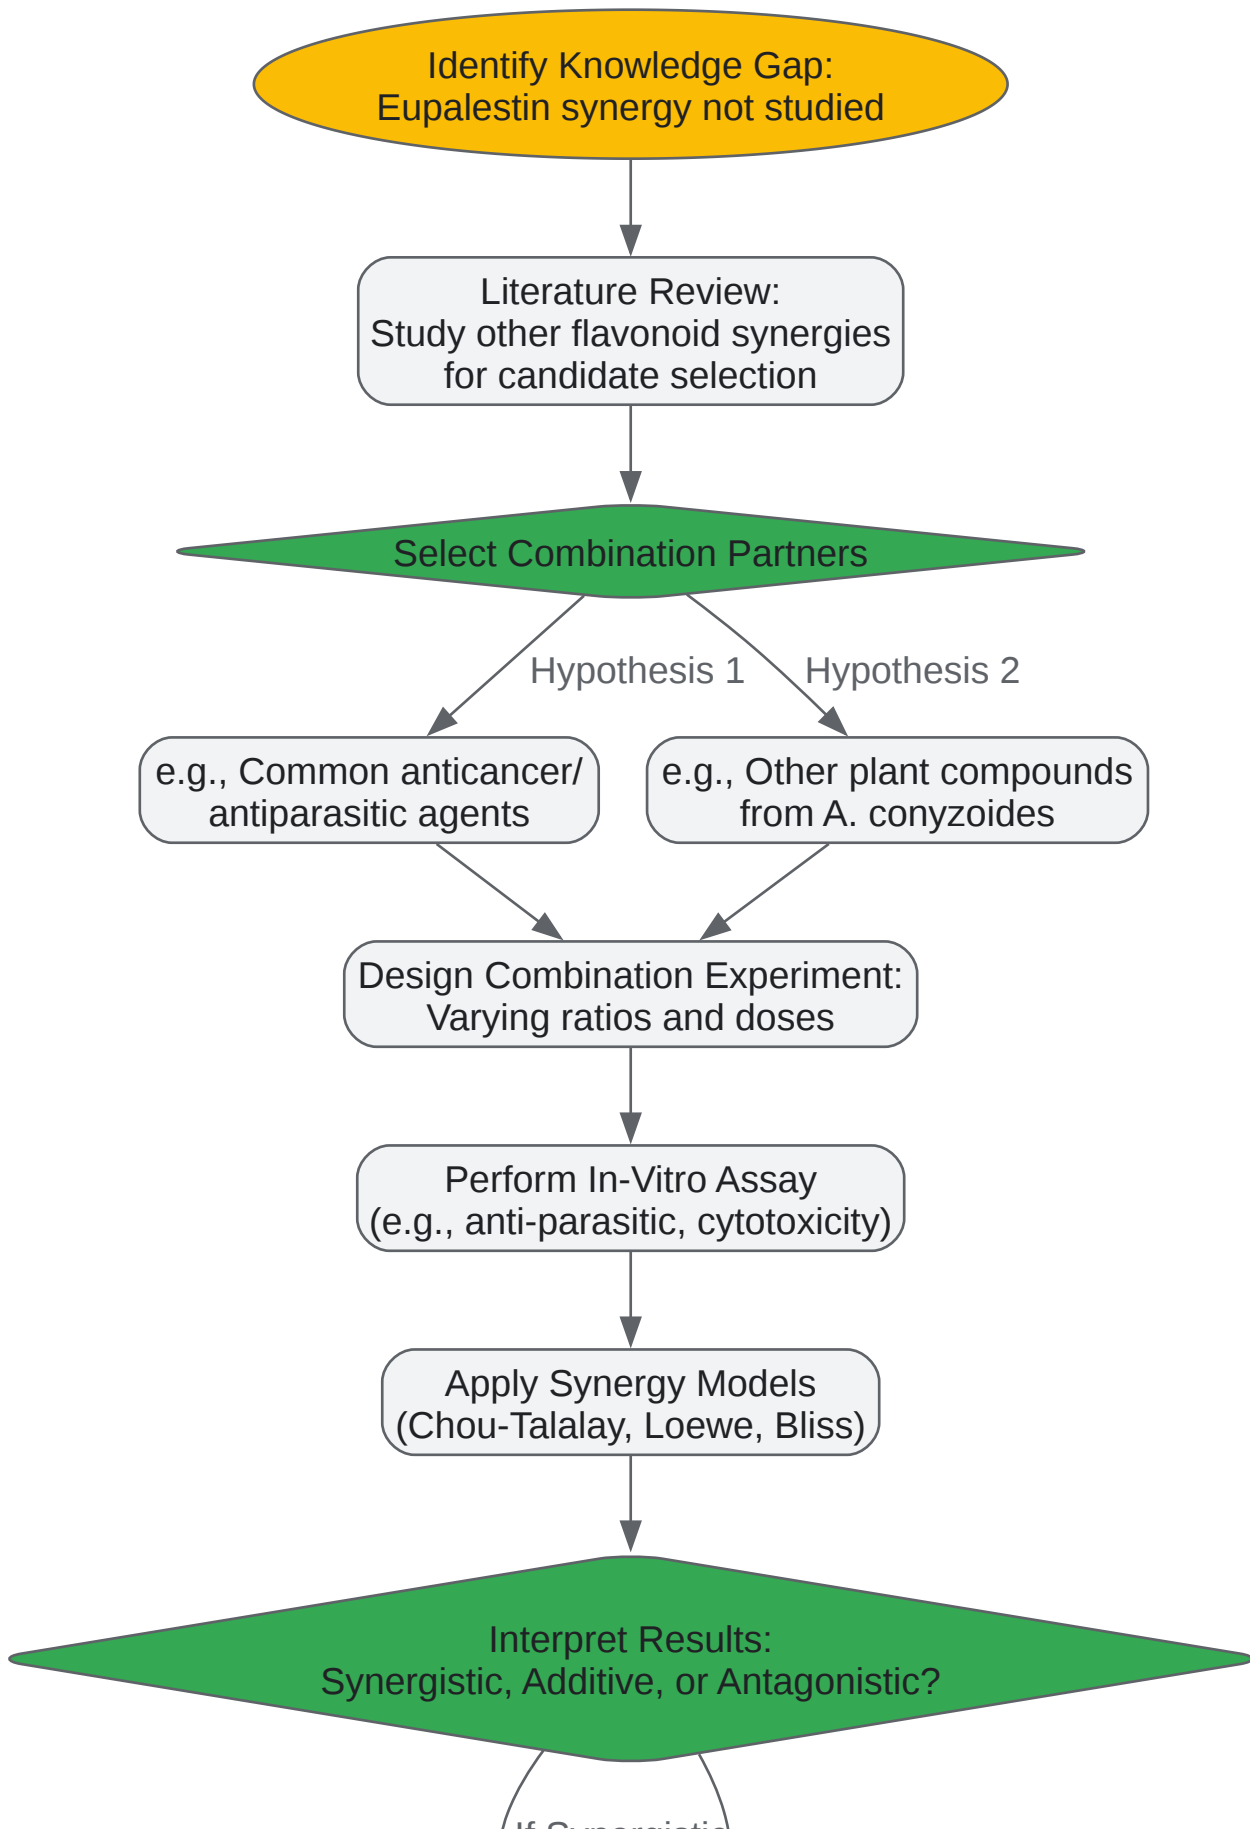 Identify Knowledge Gap:
Eupalestin synergy not studied
Literature Review:
Study other flavonoid synergies
for candidate selection
Select Combination Partners
Hypothesis 1
Hypothesis 2
e.g., Common anticancer/
antiparasitic agents
e.g., Other plant compounds
from A. conyzoides
Design Combination Experiment:
Varying ratios and doses
Perform In-Vitro Assay
(e.g., anti-parasitic, cytotoxicity)
Apply Synergy Models
(Chou-Talalay, Loewe, Bliss)
Interpret Results:
Synergistic, Additive, or Antagonistic?
If Synergistic